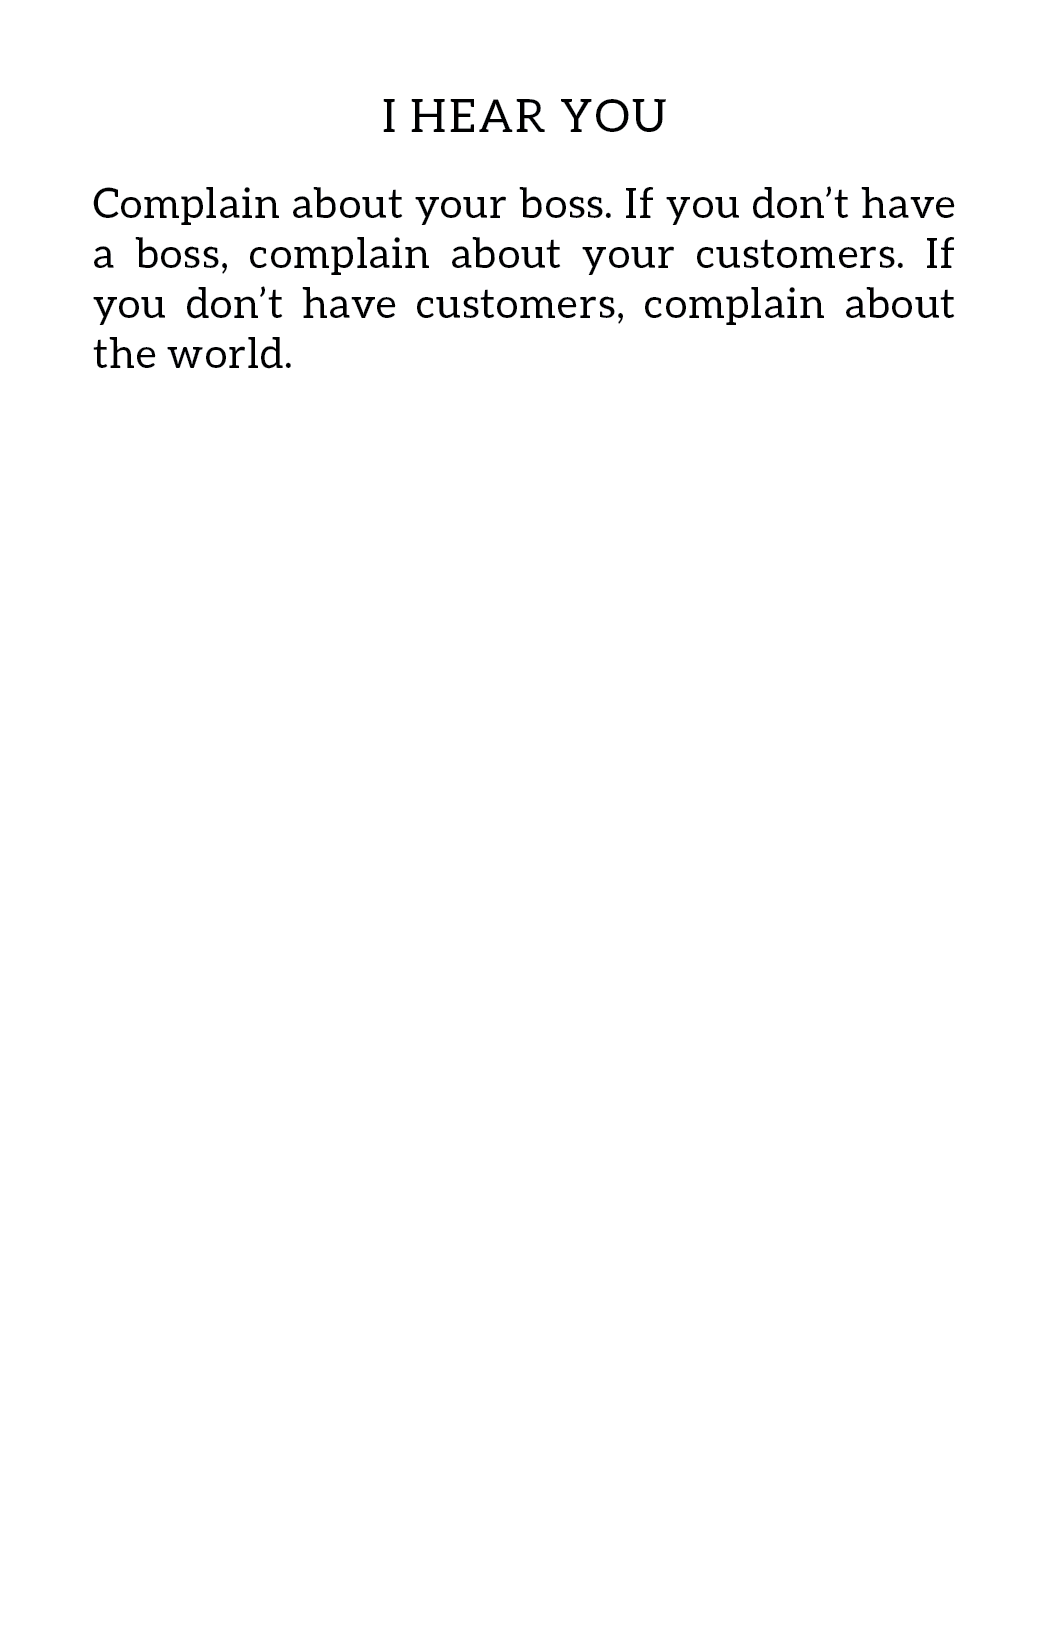 I HEAR YOU
Complain about your boss. If you don’t have
a boss, complain about your customers. If
you don’t have customers, complain about
the world.